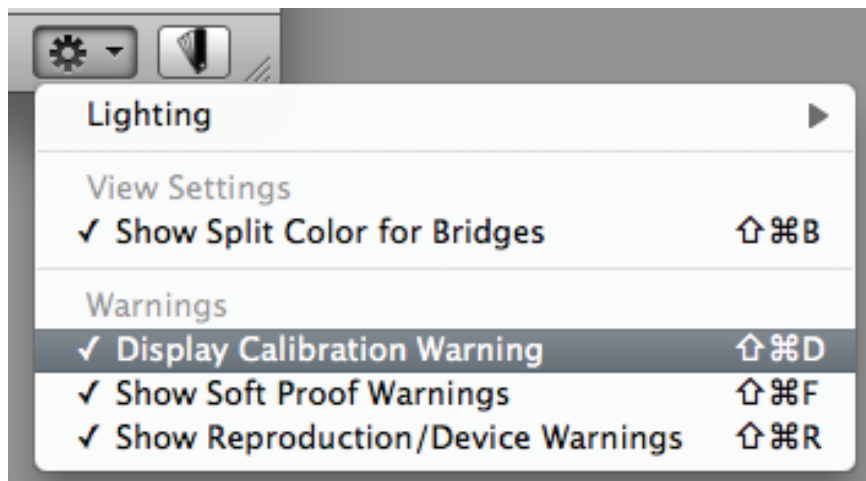 Lighting
View Settings
✓ Show Split Color for Bridges ⇧⌘B
Warnings
✓ Display Calibration Warning ⇧⌘D
✓ Show Soft Proof Warnings ⇧⌘F
✓ Show Reproduction/Device Warnings ⇧⌘R